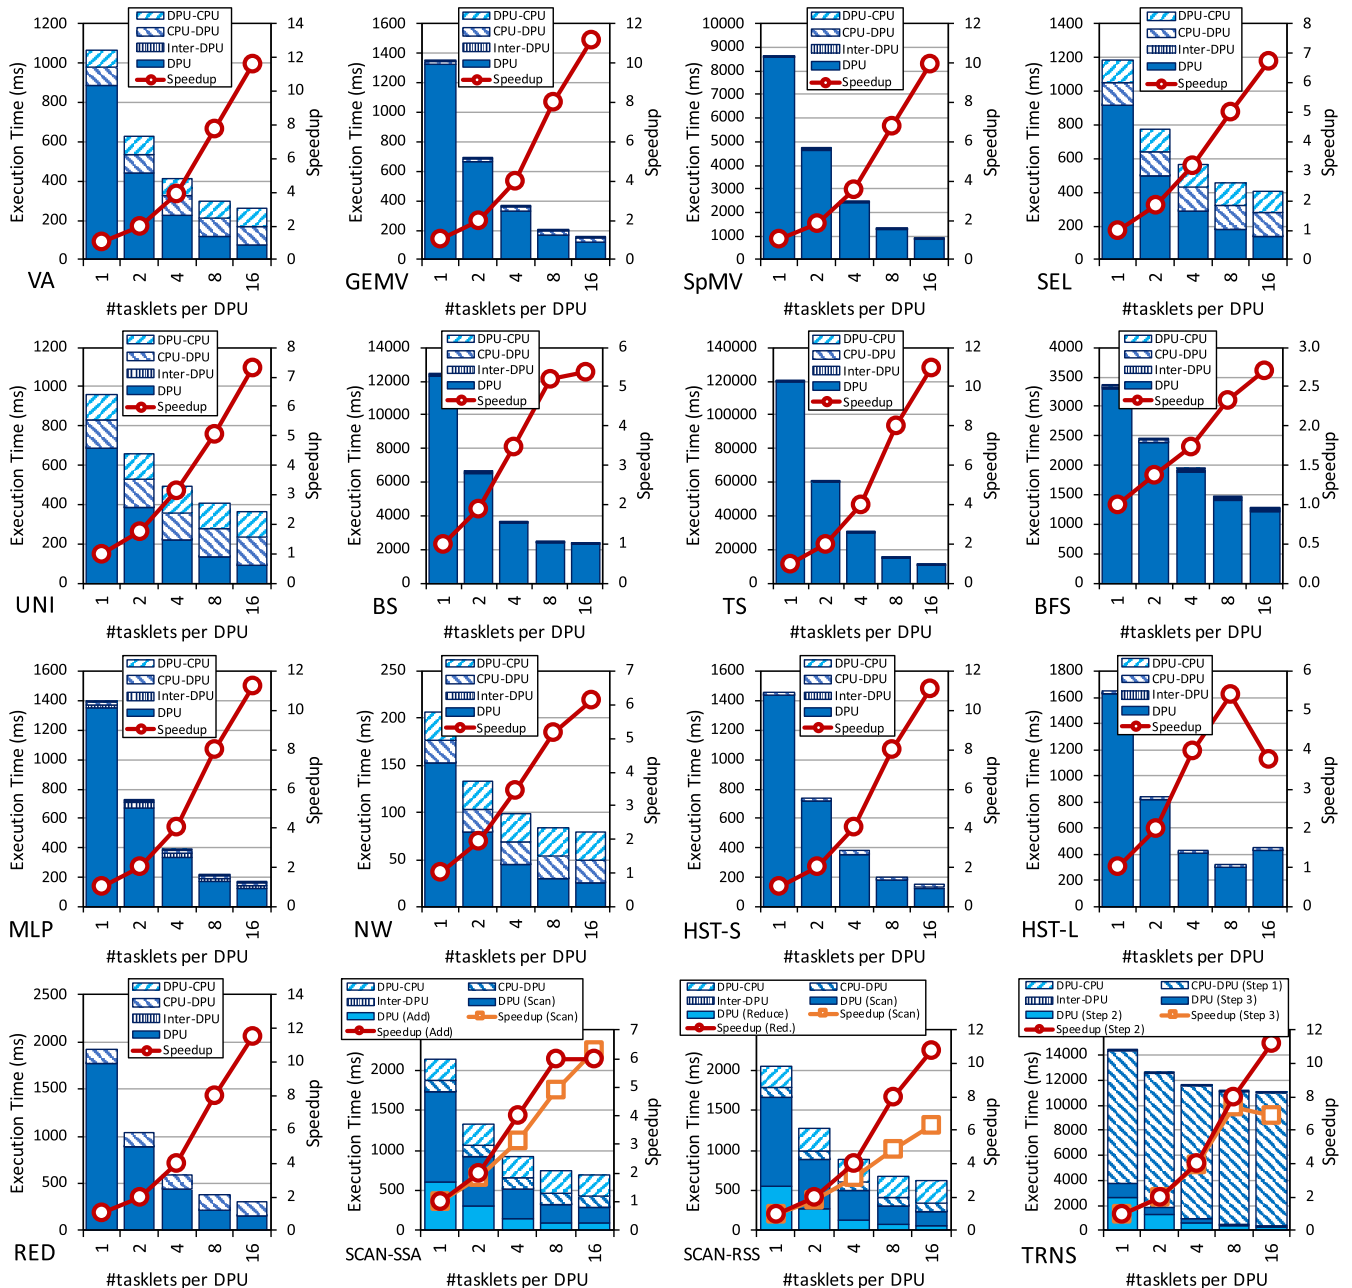 DPU-CPU
CPU-DPU
Inter-DPU
DPU
Speedup
Execution Time (ms)
1200
1000
800
600
400
200
0
14
12
10
8
6
4
2
0
Speedup
1 2 4 8 16
VA
#tasklets per DPU
DPU-CPU
CPU-DPU
Inter-DPU
DPU
Speedup
Execution Time (ms)
1600
1400
1200
1000
800
600
400
200
0
12
10
8
6
4
2
0
Speedup
1 2 4 8 16
GEMV
#tasklets per DPU
DPU-CPU
CPU-DPU
Inter-DPU
DPU
Speedup
Execution Time (ms)
10000
9000
8000
7000
6000
5000
4000
3000
2000
1000
0
12
10
8
6
4
2
0
Speedup
1 2 4 8 16
SpMV
#tasklets per DPU
DPU-CPU
CPU-DPU
Inter-DPU
DPU
Speedup
Execution Time (ms)
1400
1200
1000
800
600
400
200
0
8
7
6
5
4
3
2
1
0
Speedup
1 2 4 8 16
SEL
#tasklets per DPU
DPU-CPU
CPU-DPU
Inter-DPU
DPU
Speedup
Execution Time (ms)
1200
1000
800
600
400
200
0
8
7
6
5
4
3
2
1
0
Speedup
1 2 4 8 16
UNI
#tasklets per DPU
DPU-CPU
CPU-DPU
Inter-DPU
DPU
Speedup
Execution Time (ms)
14000
12000
10000
8000
6000
4000
2000
0
6
5
4
3
2
1
0
Speedup
1 2 4 8 16
BS
#tasklets per DPU
DPU-CPU
CPU-DPU
Inter-DPU
DPU
Speedup
Execution Time (ms)
140000
120000
100000
80000
60000
40000
20000
0
12
10
8
6
4
2
0
Speedup
1 2 4 8 16
TS
#tasklets per DPU
DPU-CPU
CPU-DPU
Inter-DPU
DPU
Speedup
Execution Time (ms)
4000
3500
3000
2500
2000
1500
1000
500
0
3.0
2.5
2.0
1.5
1.0
0.5
0.0
Speedup
1 2 4 8 16
BFS
#tasklets per DPU
DPU-CPU
CPU-DPU
Inter-DPU
DPU
Speedup
Execution Time (ms)
1600
1400
1200
1000
800
600
400
200
0
12
10
8
6
4
2
0
Speedup
1 2 4 8 16
MLP
#tasklets per DPU
DPU-CPU
CPU-DPU
Inter-DPU
DPU
Speedup
Execution Time (ms)
250
200
150
100
50
0
7
6
5
4
3
2
1
0
Speedup
1 2 4 8 16
NW
#tasklets per DPU
DPU-CPU
CPU-DPU
Inter-DPU
DPU
Speedup
Execution Time (ms)
1600
1400
1200
1000
800
600
400
200
0
12
10
8
6
4
2
0
Speedup
1 2 4 8 16
HST-S
#tasklets per DPU
DPU-CPU
Inter-DPU
DPU
Speedup
Execution Time (ms)
1800
1600
1400
1200
1000
800
600
400
200
0
6
5
4
3
2
1
0
Speedup
1 2 4 8 16
HST-L
#tasklets per DPU
DPU-CPU
CPU-DPU
Inter-DPU
DPU
Speedup
Execution Time (ms)
2500
2000
1500
1000
500
0
14
12
10
8
6
4
2
0
Speedup
1 2 4 8 16
RED
#tasklets per DPU
DPU-CPU CPU-DPU
Inter-DPU DPU (Scan)
DPU (Add) Speedup (Scan)
Speedup (Add)
Execution Time (ms)
2000
1500
1000
500
0
7
6
5
4
3
2
1
0
Speedup
1 2 4 8 16
SCAN-SSA
#tasklets per DPU
DPU-CPU CPU-DPU
Inter-DPU DPU (Scan)
DPU (Reduce) Speedup (Scan)
Speedup (Red.)
Execution Time (ms)
2000
1500
1000
500
0
12
10
8
6
4
2
0
Speedup
1 2 4 8 16
SCAN-RSS
#tasklets per DPU
DPU-CPU CPU-DPU (Step 1)
Inter-DPU DPU (Step 3)
DPU (Step 2) Speedup (Step 3)
Speedup (Step 2)
Execution Time (ms)
14000
12000
10000
8000
6000
4000
2000
0
12
10
8
6
4
2
0
Speedup
1 2 4 8 16
TRNS
#tasklets per DPU